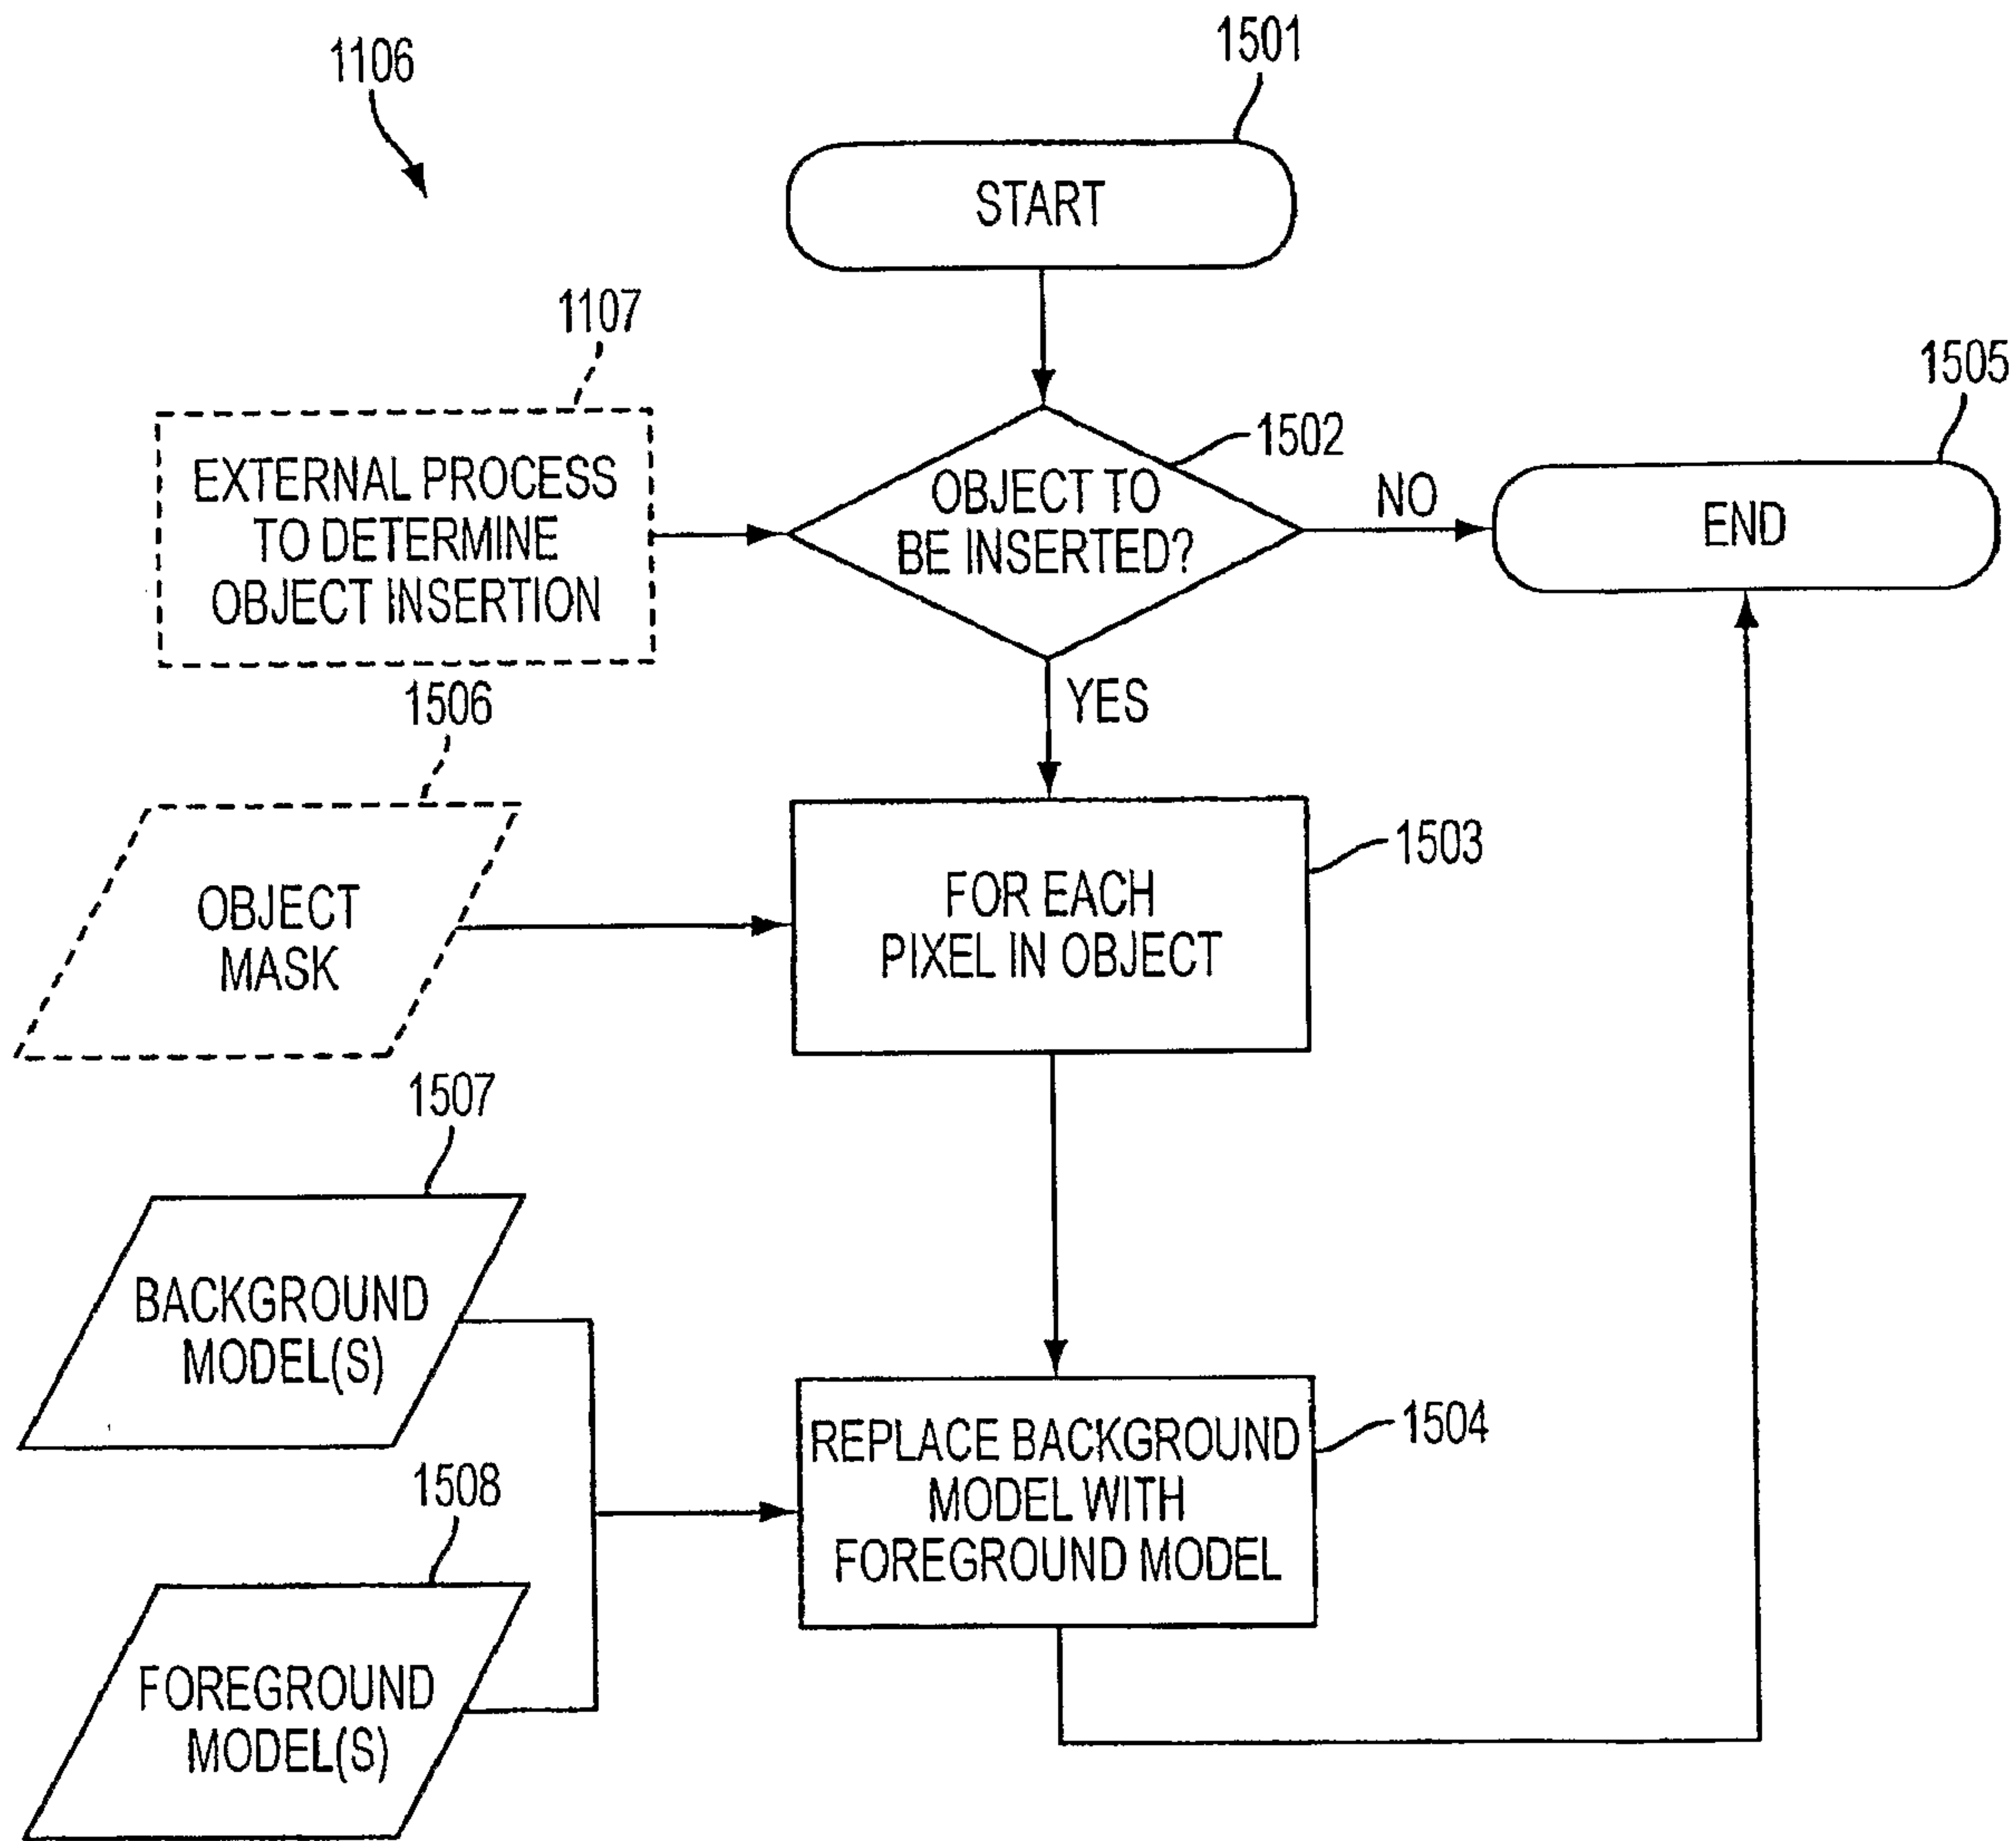 1106
1501
START
1107
EXTERNAL PROCESS
TO DETERMINE
OBJECT INSERTION
1502
OBJECT TO
BE INSERTED?
NO
1505
END
YES
1506
OBJECT
MASK
1503
FOR EACH
PIXEL IN OBJECT
1507
BACKGROUND
MODEL(S)
1504
REPLACE BACKGROUND
MODEL WITH
FOREGROUND MODEL
1508
FOREGROUND
MODEL(S)